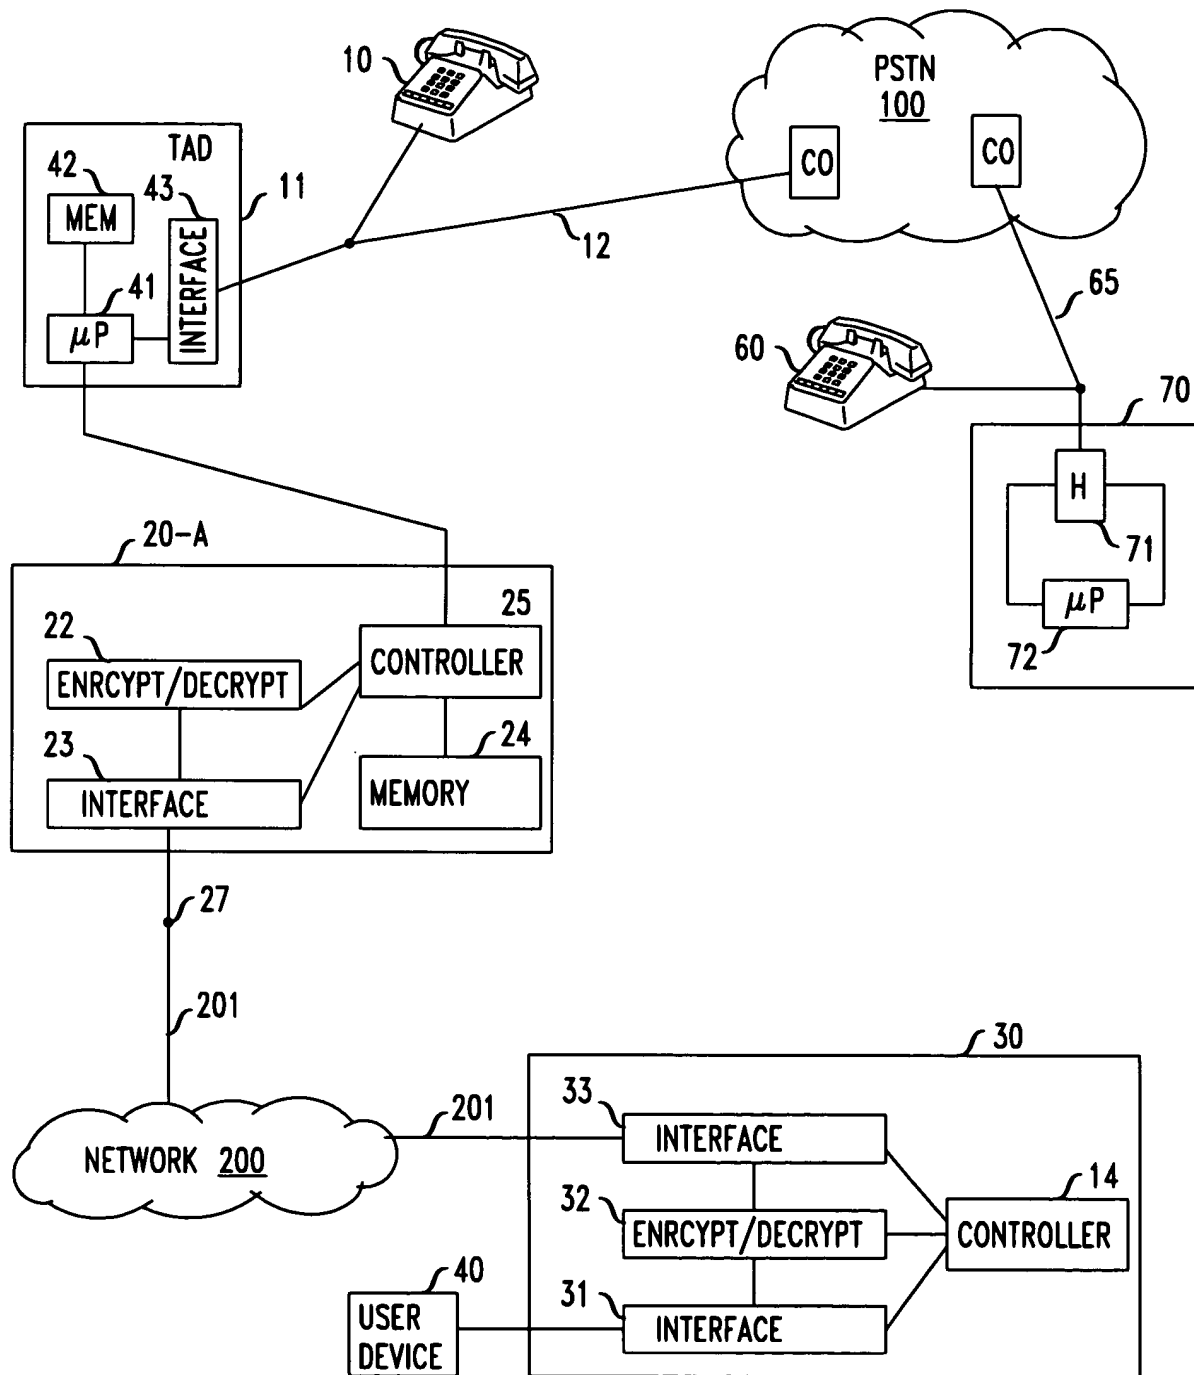 10
PSTN
100
CO
CO
TAD
42
43
11
MEM
INTERFACE
41
μP
12
65
60
70
H
71
μP
72
20-A
25
22
CONTROLLER
ENRCYPT/DECRYPT
23
24
INTERFACE
MEMORY
27
201
30
33
201
INTERFACE
NETWORK 200
14
32
ENRCYPT/DECRYPT
CONTROLLER
40
31
USER
DEVICE
INTERFACE